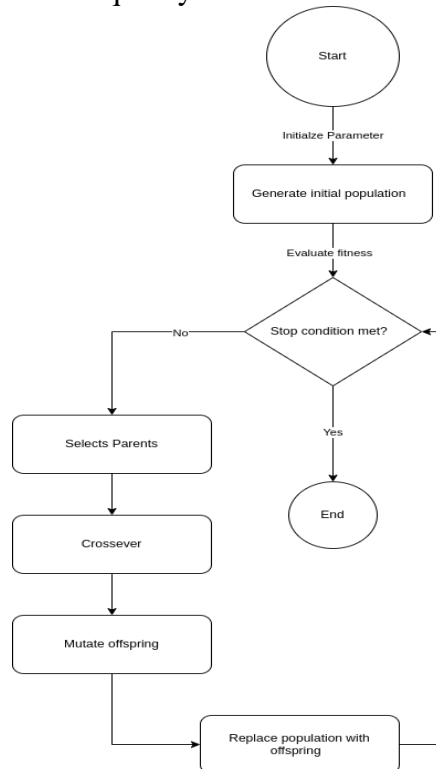 Start
Initialze Parameter
Generate initial population
Evaluate fitness
Stop condition met?
No
Yes
Selects Parents
End
Crossever
Mutate offspring
Replace population with
offspring